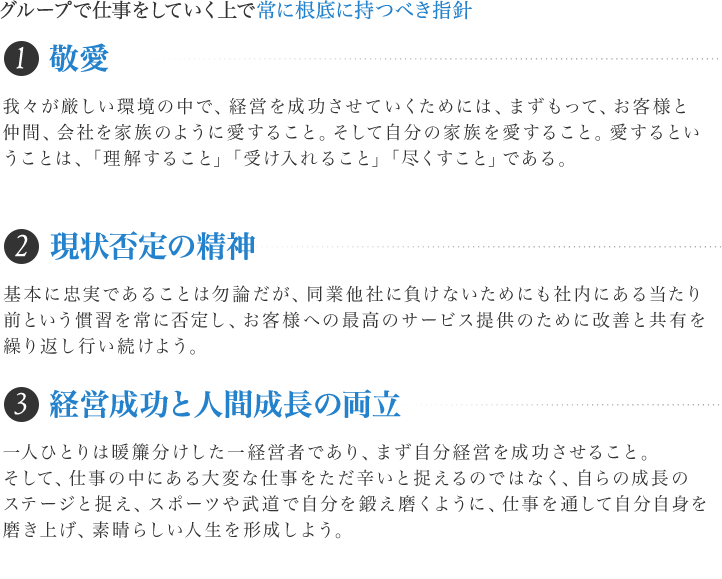 グループで仕事をしていく上で常に根底に持つべき指針
1 敬愛
我々が厳しい環境の中で、経営を成功させていくためには、まずもって、お客様と
仲間、会社を家族のように愛すること。そして自分の家族を愛すること。愛するとい
うことは、「理解すること」「受け入れること」「尽くすこと」である。
2 現状否定の精神
基本に忠実であることは勿論だが、同業他社に負けないためにも社内にある当たり
前という慣習を常に否定し、お客様への最高のサービス提供のために改善と共有を
繰り返し行い続けよう。
3 経営成功と人間成長の両立
一人ひとりは暖簾分けした一経営者であり、まず自分経営を成功させること。
そして、仕事の中にある大変な仕事をただ辛いと捉えるのではなく、自らの成長の
ステージと捉え、スポーツや武道で自分を鍛え磨くように、仕事を通して自分自身を
磨き上げ、素晴らしい人生を形成しよう。